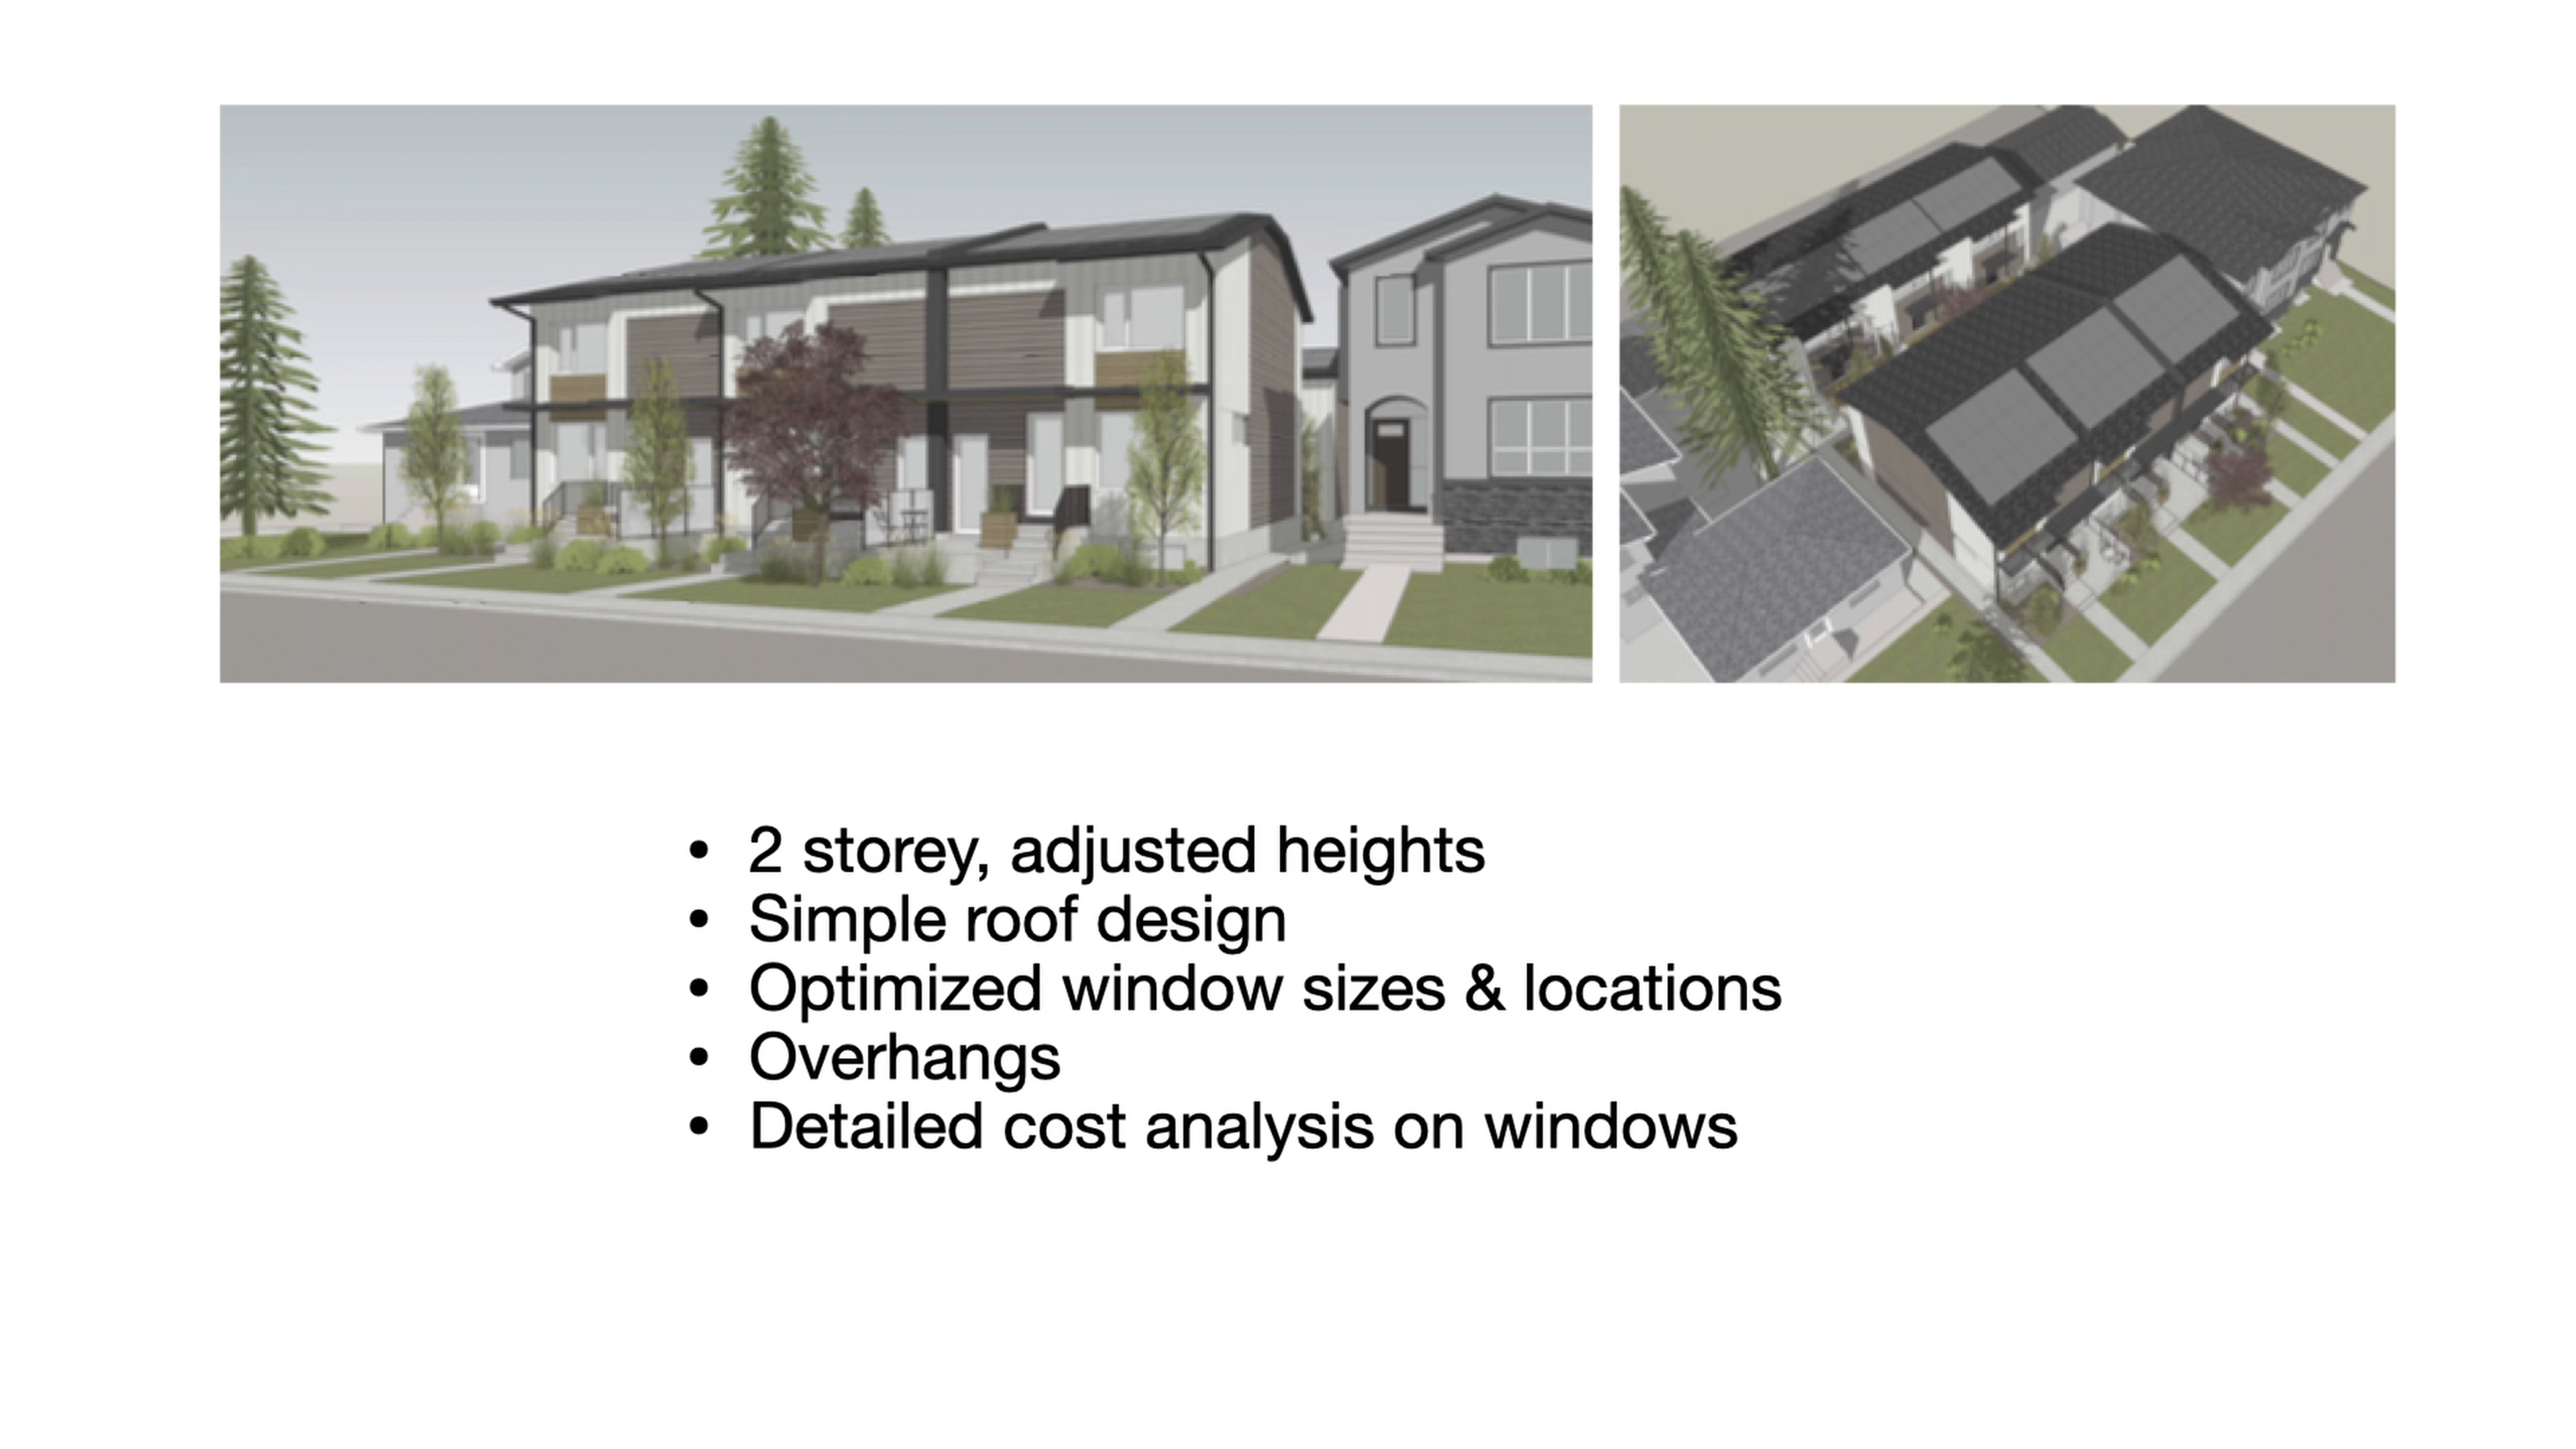 • 2 storey, adjusted heights
• Simple roof design
• Optimized window sizes & locations
• Overhangs
• Detailed cost analysis on windows